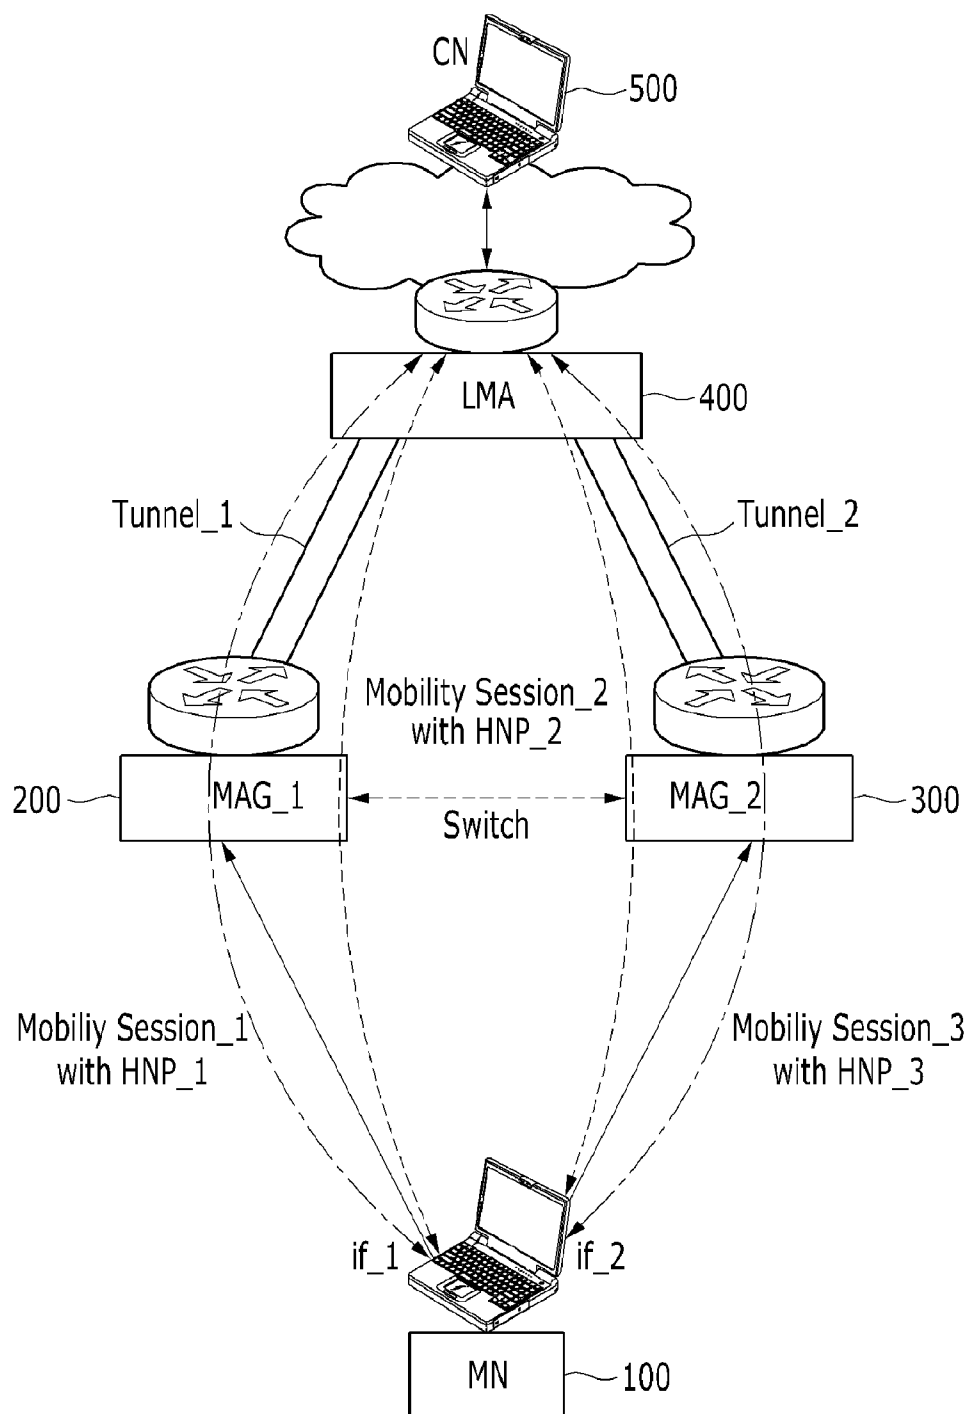 CN
500
LMA
400
Tunnel_1
Tunnel_2
Mobility Session_2
with HNP_2
200
MAG_1
MAG_2
300
Switch
Mobiliy Session_1
with HNP_1
Mobiliy Session_3
with HNP_3
if_1
if_2
MN
100